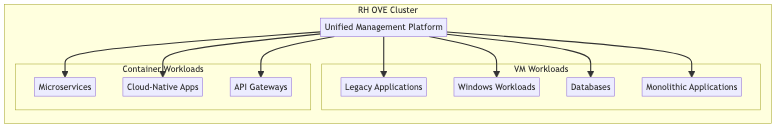 RH OVE Cluster
Unified Management Platform
Container Workloads
VM Workloads
Microservices
Cloud-Native Apps
API Gateways
Legacy Applications
Windows Workloads
Databases
Monolithic Applications